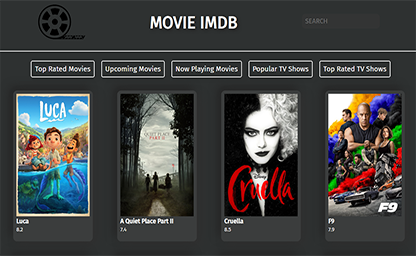 MOVIE IMDB
SEARCH
Top Rated Movies
Upcoming Movies
Now Playing Movies
Popular TV Shows
Top Rated TV Shows
LUCA
A QUIET PLACE
PART II
Cruella
F9
Luca
8.2
A Quiet Place Part II
7.4
Cruella
8.5
F9
7.9